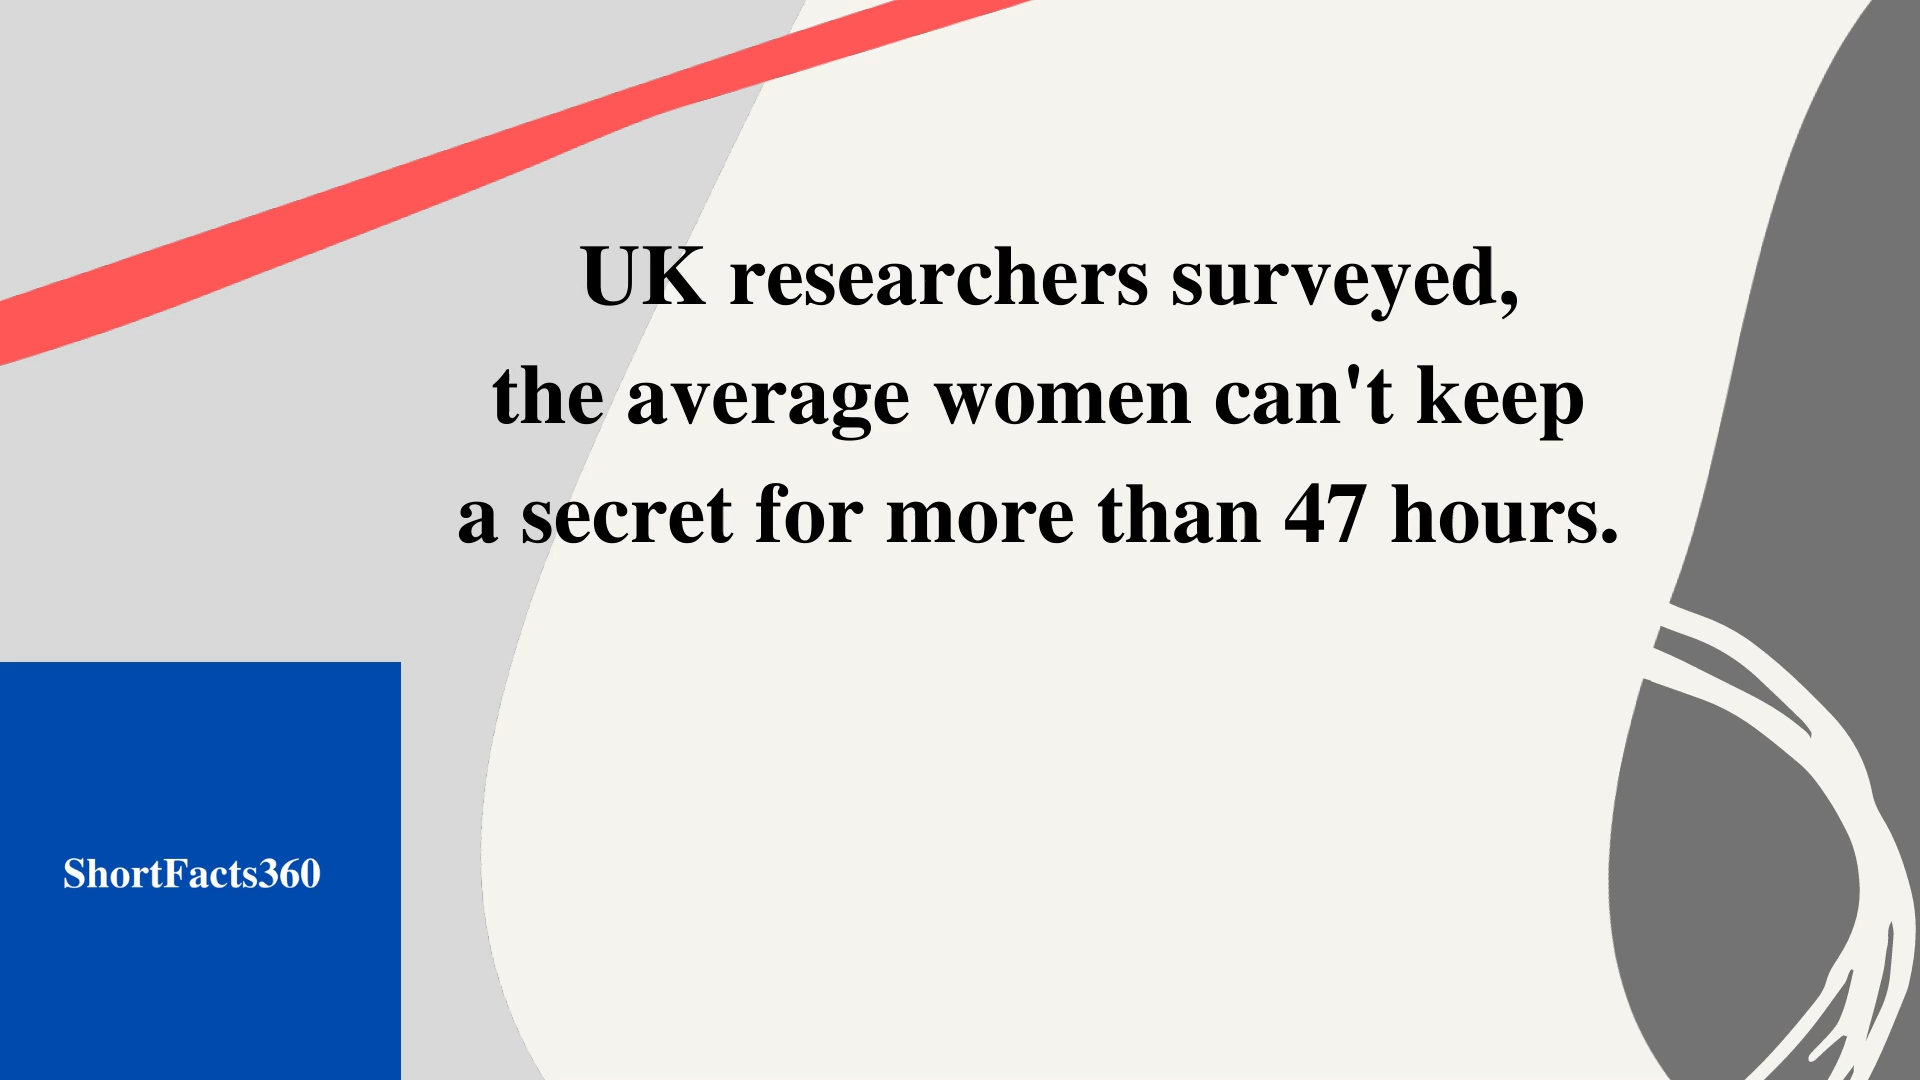 UK researchers surveyed,
the average women can't keep
a secret for more than 47 hours.
ShortFacts360